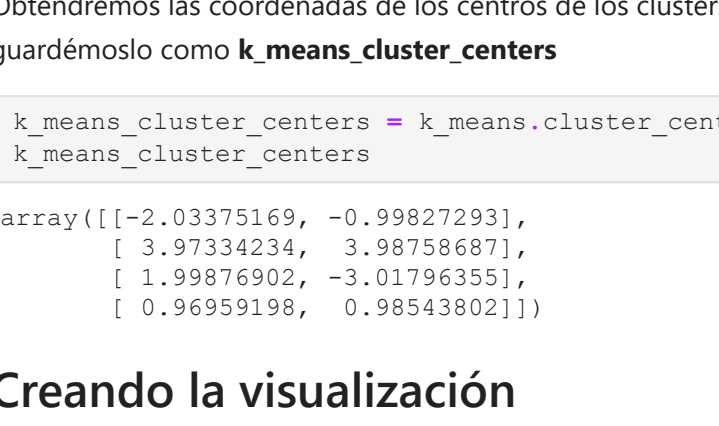 Obtendremos las coordenadas de los centros de los clusters
guardémoslo como k_means_cluster_centers
k_means_cluster_centers = k_means.cluster_cent
k_means_cluster_centers
array([[-2.03375169, -0.99827293],
[ 3.97334234, 3.98758687],
[ 1.99876902, -3.01796355],
[ 0.96959198, 0.98543802]])
Creando la visualización